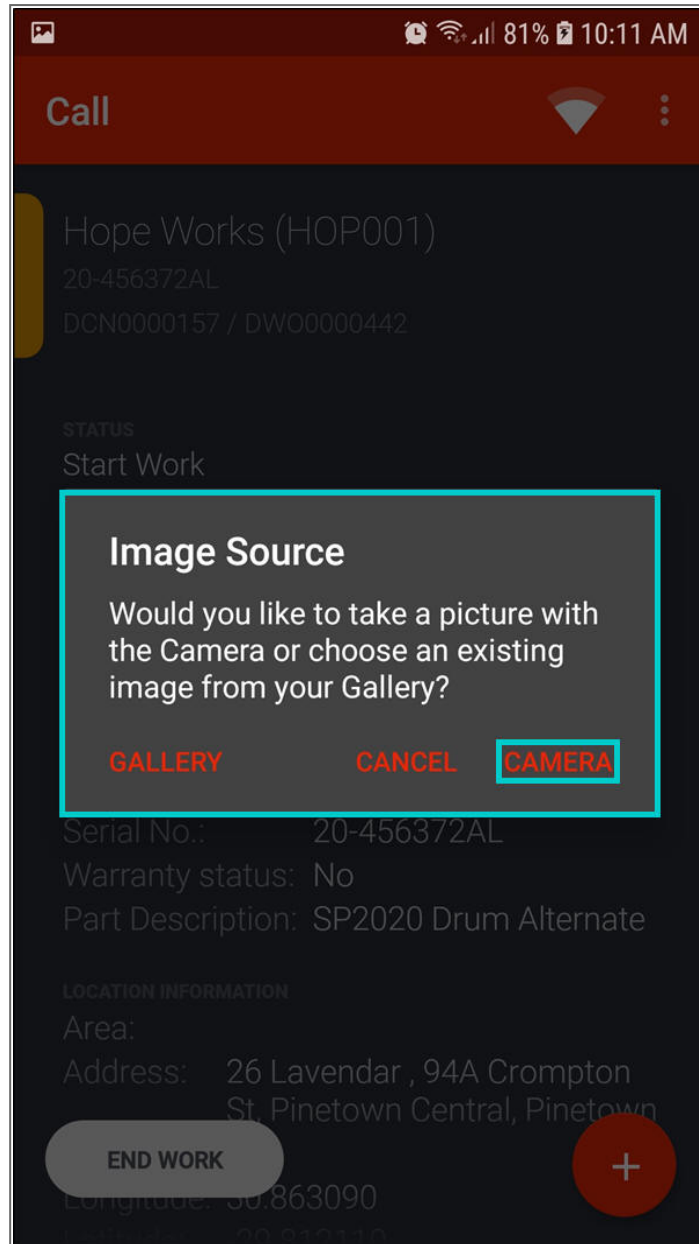 81% 10:11 AM
Call
Hope Works (HOP001)
20-456372AL
DCN0000157 / DWO0000442
STATUS
Start Work
Image Source
Would you like to take a picture with
the Camera or choose an existing
image from your Gallery?
GALLERY CANCEL CAMERA
Serial No.: 20-456372AL
Warranty status: No
Part Description: SP2020 Drum Alternate
LOCATION INFORMATION
Area:
Address: 26 Lavendar , 94A Crompton
St, Pinetown Central, Pinetown
END WORK
+
Longitude: 30.863090